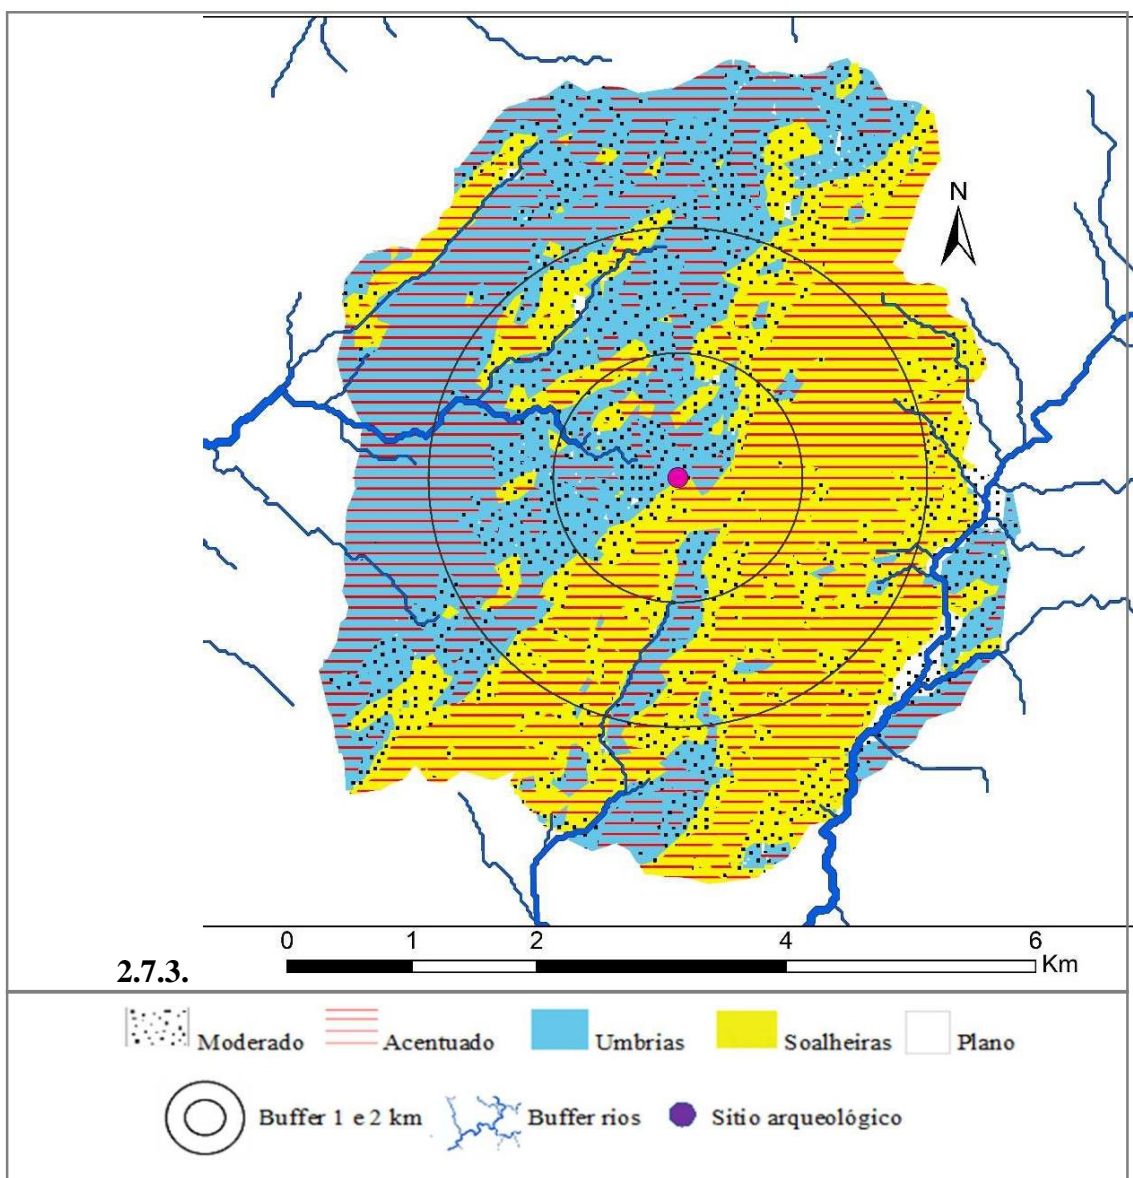 N
0 1 2 4 6
Km
2.7.3.
Moderado Acentuado Umbrias Soalheiras Plano
Buffer 1 e 2 km Buffer rios Sítio arqueológico